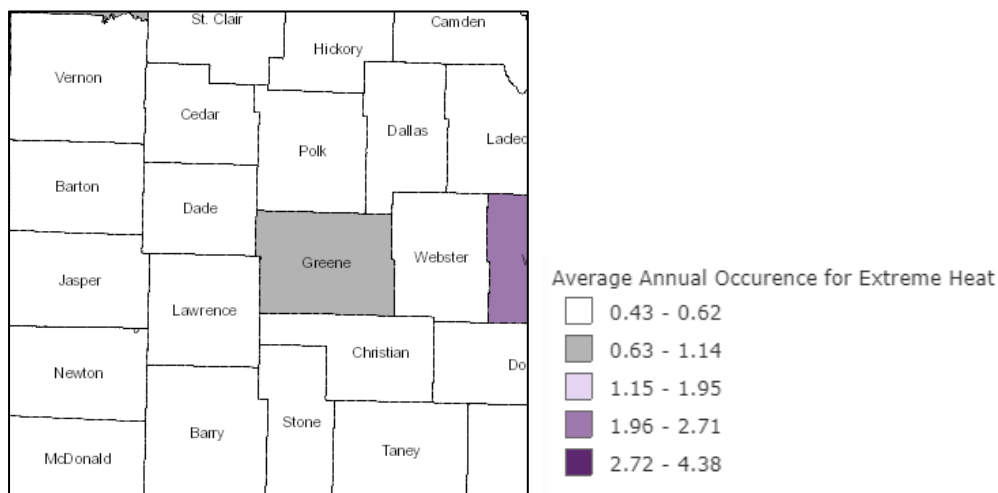 St. Clair
Camden
Hickory
Vernon
Cedar
Dallas
Polk
Laclec
Barton
Dade
Greene
Webster
Jasper
Lawrence
Christian
Do
Newton
Stone
Barry
Taney
McDonald
Average Annual Occurence for Extreme Heat
0.43 - 0.62
0.63 - 1.14
1.15 - 1.95
1.96 - 2.71
2.72 - 4.38